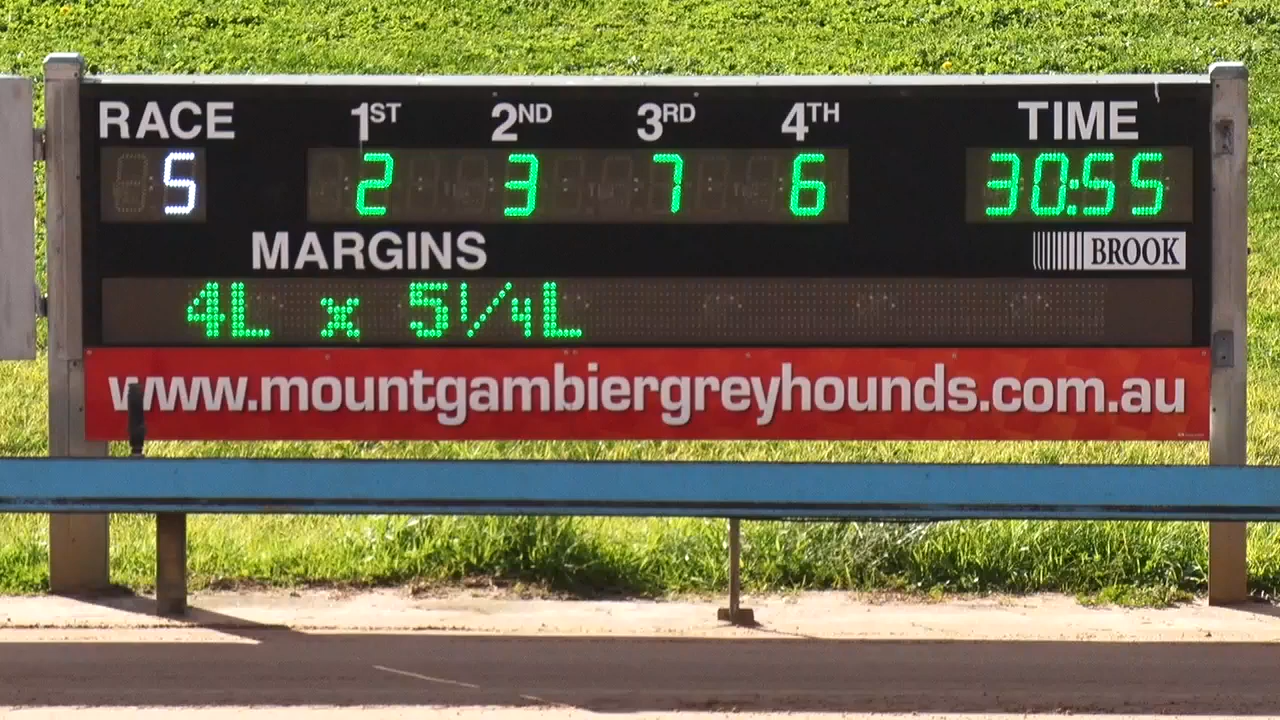 RACE 1ST 2ND 3RD 4TH TIME
5 2 3 7 6 30:55
MARGINS BROOK
4L x 5¼L
www.mountgambiergreyhounds.com.au